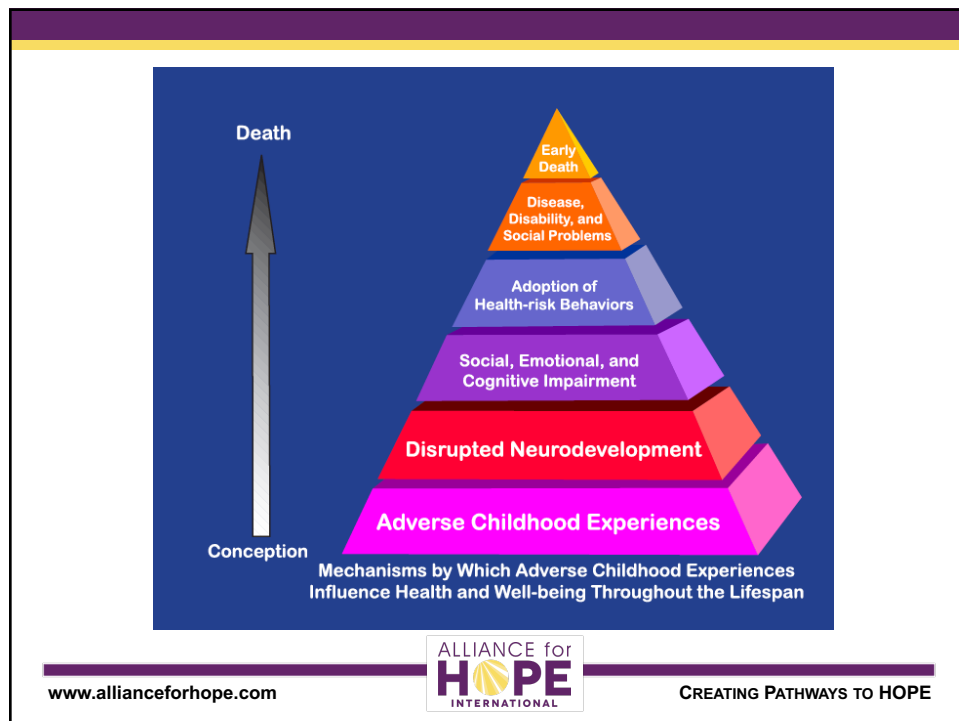 Death
Early
Death
Disease,
Disability, and
Social Problems
Adoption of
Health-risk Behaviors
Social, Emotional, and
Cognitive Impairment
Disrupted Neurodevelopment
Adverse Childhood Experiences
Conception
Mechanisms by Which Adverse Childhood Experiences
Influence Health and Well-being Throughout the Lifespan
ALLIANCE for
HOPE
INTERNATIONAL
www.allianceforhope.com
CREATING PATHWAYS TO HOPE